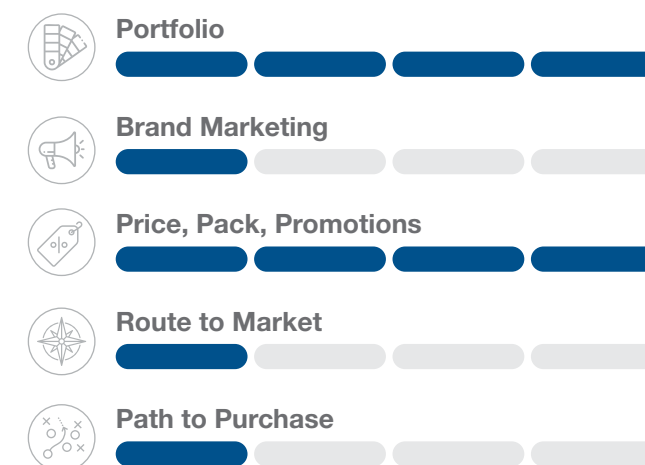 Portfolio
Brand Marketing
Price, Pack, Promotions
Route to Market
Path to Purchase